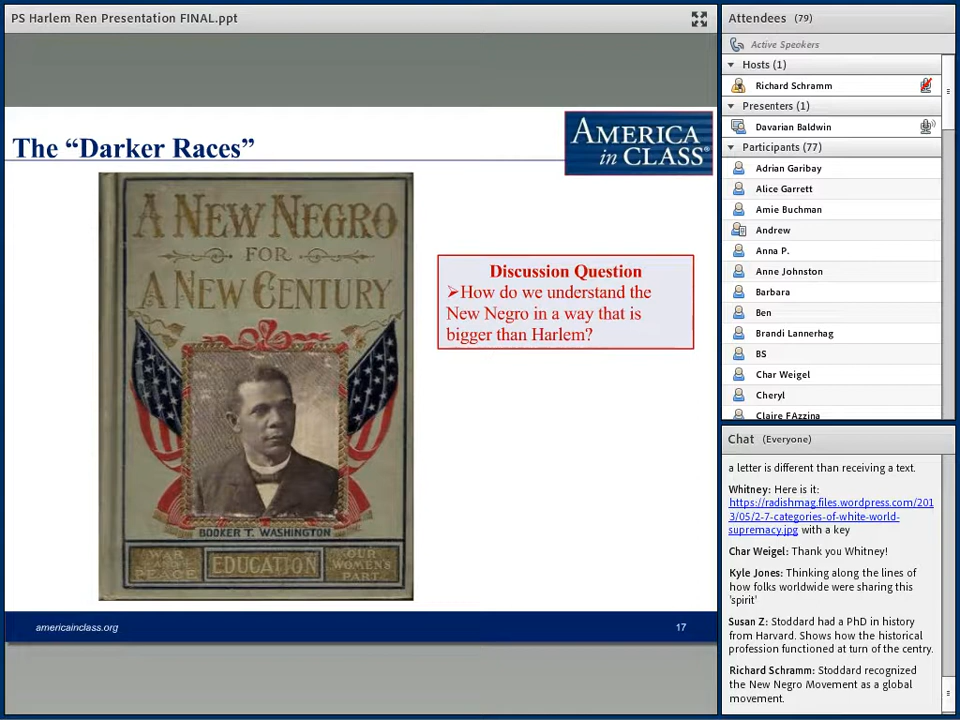 PS Harlem Ren Presentation FINAL.ppt
The “Darker Races”
AMERICA
in CLASS®
A NEW NEGRO
FOR
A NEW CENTURY
BOOKER T. WASHINGTON
WAR
PEACE
EDUCATION
OUR
WOMEN'S
PART
Discussion Question
➢How do we understand the
New Negro in a way that is
bigger than Harlem?
americainclass.org
17
Attendees (79)
Active Speakers
Hosts (1)
Richard Schramm
Presenters (1)
Davarian Baldwin
Participants (77)
Adrian Garibay
Alice Garrett
Amie Buchman
Andrew
Anna P.
Anne Johnston
Barbara
Ben
Brandi Lannerhag
BS
Char Weigel
Cheryl
Claire FAzzina
Chat (Everyone)
a letter is different than receiving a text.
Whitney: Here is it:
https://radishmag.files.wordpress.com/201
3/05/2-7-categories-of-white-world-
supremacy.jpg with a key
Char Weigel: Thank you Whitney!
Kyle Jones: Thinking along the lines of
how folks worldwide were sharing this
'spirit'
Susan Z: Stoddard had a PhD in history
from Harvard. Shows how the historical
profession functioned at turn of the centry.
Richard Schramm: Stoddard recognized
the New Negro Movement as a global
movement.